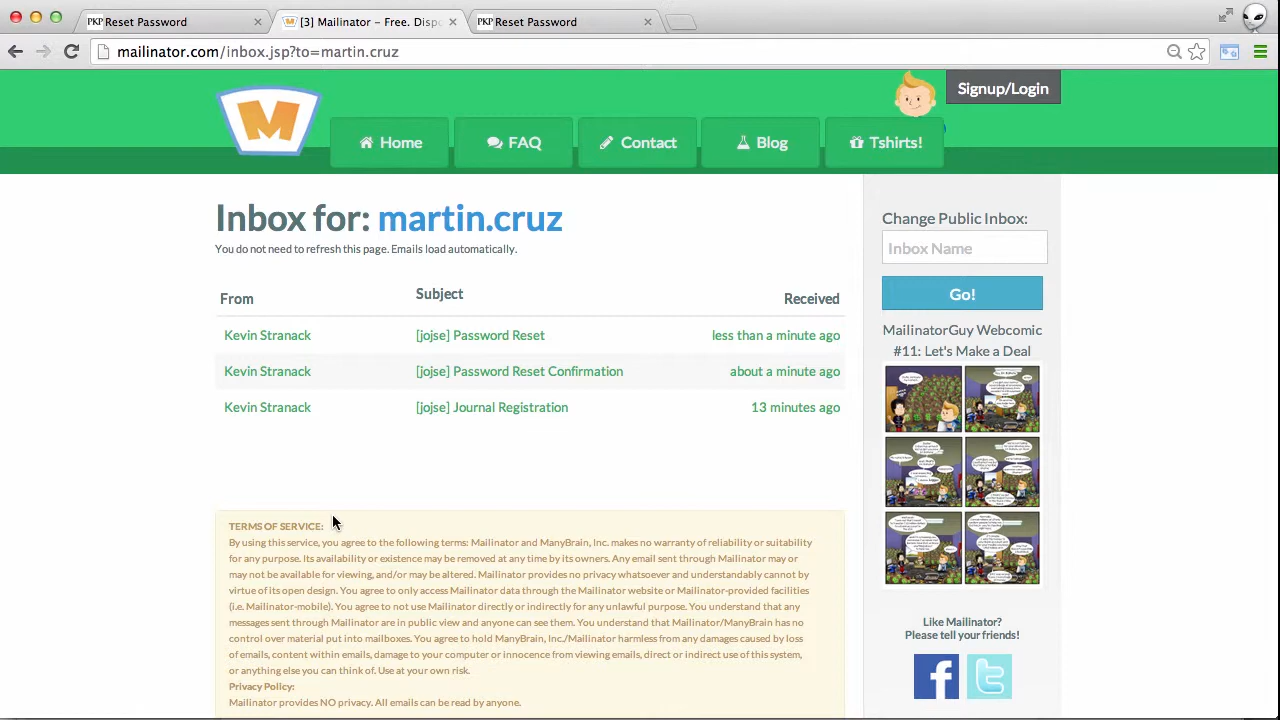 PKP Reset Password
[3] Mailinator – Free. Dispo
PKP Reset Password
mailinator.com/inbox.jsp?to=martin.cruz
Signup/Login
M
Home
FAQ
Contact
Blog
Tshirts!
Inbox for: martin.cruz
You do not need to refresh this page. Emails load automatically.
From Subject Received
Kevin Stranack [jojse] Password Reset less than a minute ago
Kevin Stranack [jojse] Password Reset Confirmation about a minute ago
Kevin Stranack [jojse] Journal Registration 13 minutes ago
TERMS OF SERVICE:
By using this service, you agree to the following terms: Mailinator and ManyBrain, Inc. makes no warranty of reliability or suitability
for any purpose. Its availability or existence may be removed at any time by its owners. Any email sent through Mailinator may or
may not be available for viewing, and/or may be altered. Mailinator provides no privacy whatsoever and understandably cannot by
virtue of its open design. You agree to only access Mailinator data through the Mailinator website or Mailinator-provided facilities
(i.e. Mailinator-mobile). You agree to not use Mailinator directly or indirectly for any unlawful purpose. You understand that any
messages sent through Mailinator are in public view and anyone can see them. You understand that Mailinator/ManyBrain has no
control over material put into mailboxes. You agree to hold ManyBrain, Inc./Mailinator harmless from any damages caused by loss
of emails, content within emails, damage to your computer or innocence from viewing emails, direct or indirect use of this system,
or anything else you can think of. Use at your own risk.
Privacy Policy:
Mailinator provides NO privacy. All emails can be read by anyone.
Change Public Inbox:
Inbox Name
Go!
MailinatorGuy Webcomic
#11: Let's Make a Deal
Like Mailinator?
Please tell your friends!
f
t